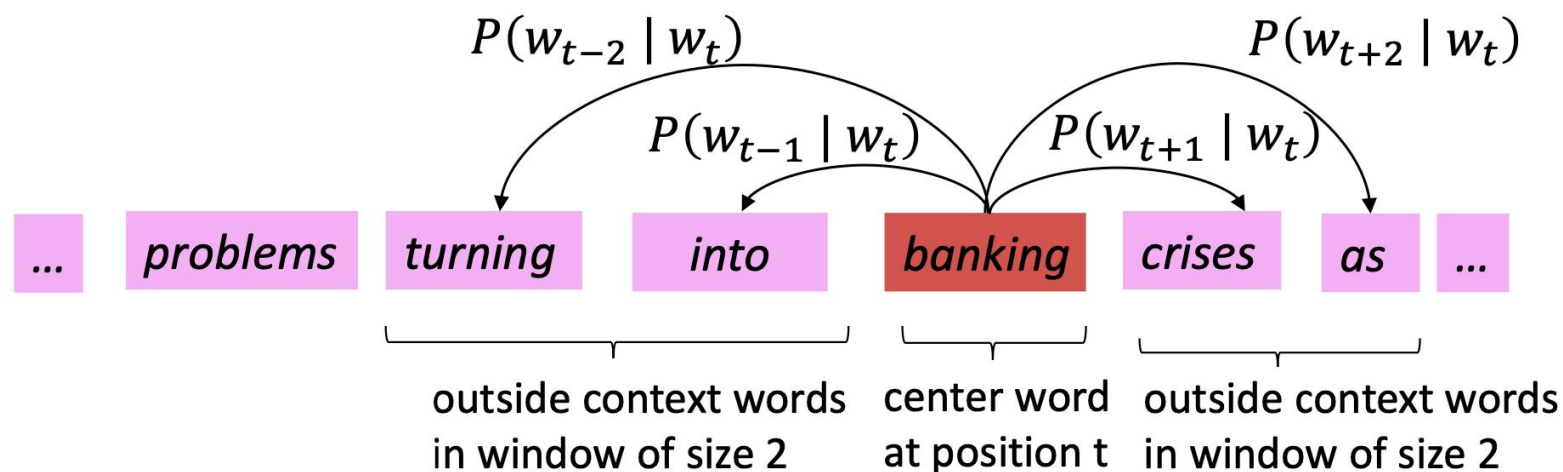 P(w_{t−2} | w_t) P(w_{t+2} | w_t)
P(w_{t−1} | w_t) P(w_{t+1} | w_t)
... problems turning into banking crises as ...
outside context words center word outside context words
in window of size 2 at position t in window of size 2